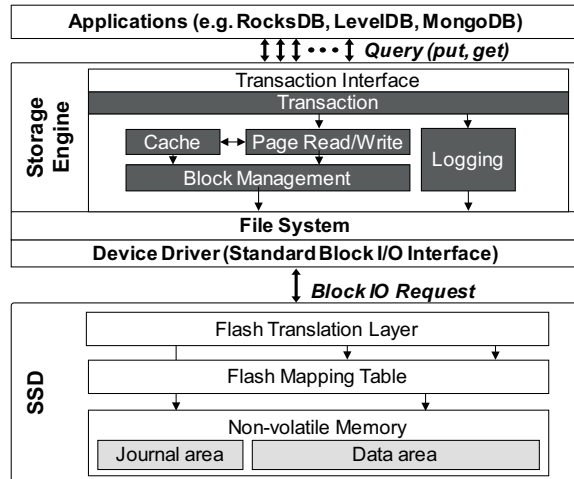 Applications (e.g. RocksDB, LevelDB, MongoDB)
Query (put, get)
Storage
Engine
Transaction Interface
Transaction
Cache
Page Read/Write
Logging
Block Management
File System
Device Driver (Standard Block I/O Interface)
Block IO Request
SSD
Flash Translation Layer
Flash Mapping Table
Non-volatile Memory
Journal area
Data area